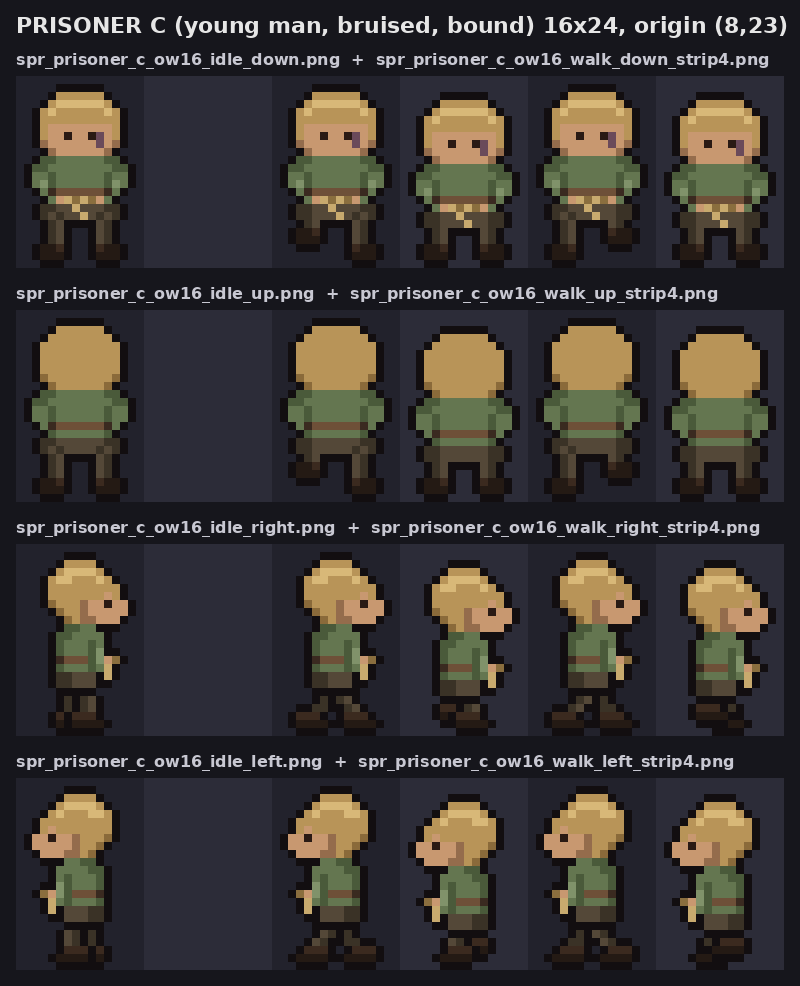 PRISONER C (young man, bruised, bound) 16x24, origin (8,23)
spr_prisoner_c_ow16_idle_down.png + spr_prisoner_c_ow16_walk_down_strip4.png
spr_prisoner_c_ow16_idle_up.png + spr_prisoner_c_ow16_walk_up_strip4.png
spr_prisoner_c_ow16_idle_right.png + spr_prisoner_c_ow16_walk_right_strip4.png
spr_prisoner_c_ow16_idle_left.png + spr_prisoner_c_ow16_walk_left_strip4.png